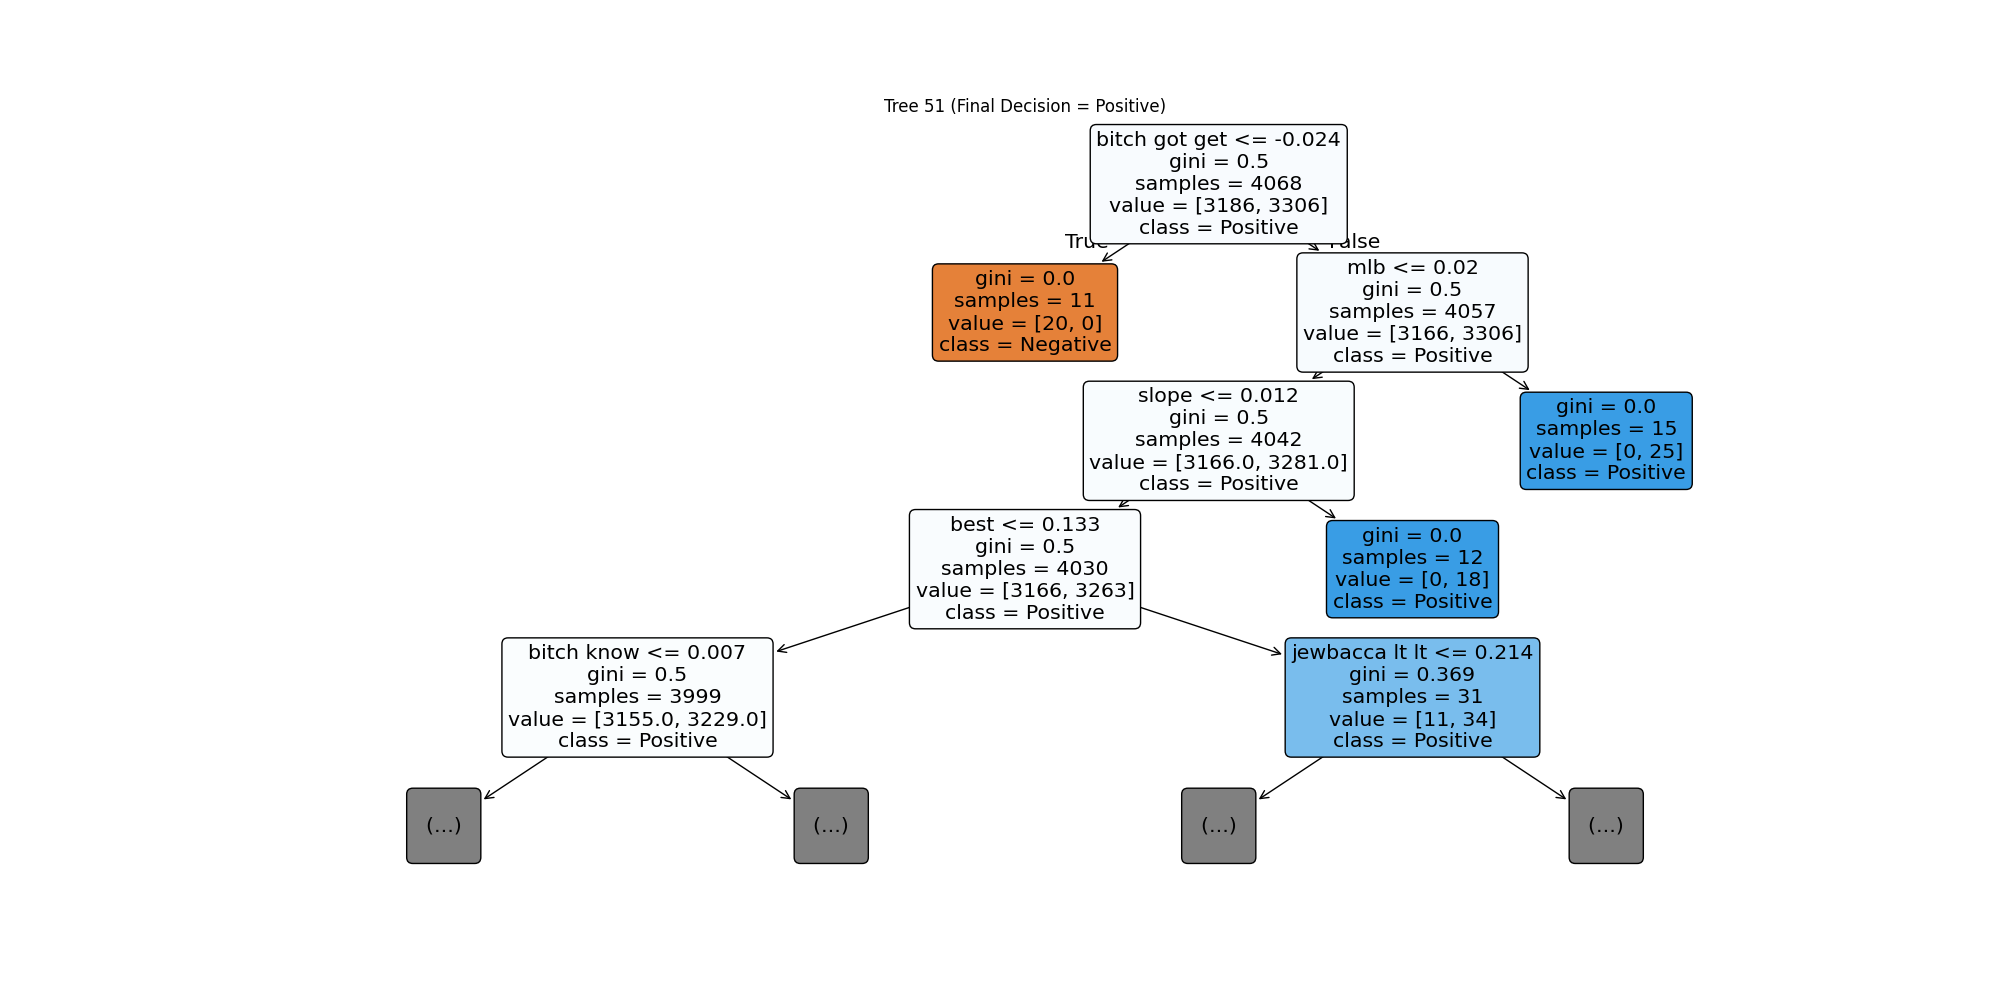 Tree 51 (Final Decision = Positive)
bitch got get <= -0.024
gini = 0.5
samples = 4068
value = [3186, 3306]
class = Positive
True
False
gini = 0.0
samples = 11
value = [20, 0]
class = Negative
mlb <= 0.02
gini = 0.5
samples = 4057
value = [3166, 3306]
class = Positive
slope <= 0.012
gini = 0.5
samples = 4042
value = [3166.0, 3281.0]
class = Positive
gini = 0.0
samples = 15
value = [0, 25]
class = Positive
best <= 0.133
gini = 0.5
samples = 4030
value = [3166, 3263]
class = Positive
gini = 0.0
samples = 12
value = [0, 18]
class = Positive
bitch know <= 0.007
gini = 0.5
samples = 3999
value = [3155.0, 3229.0]
class = Positive
jewbacca lt lt <= 0.214
gini = 0.369
samples = 31
value = [11, 34]
class = Positive
(...)
(...)
(...)
(...)